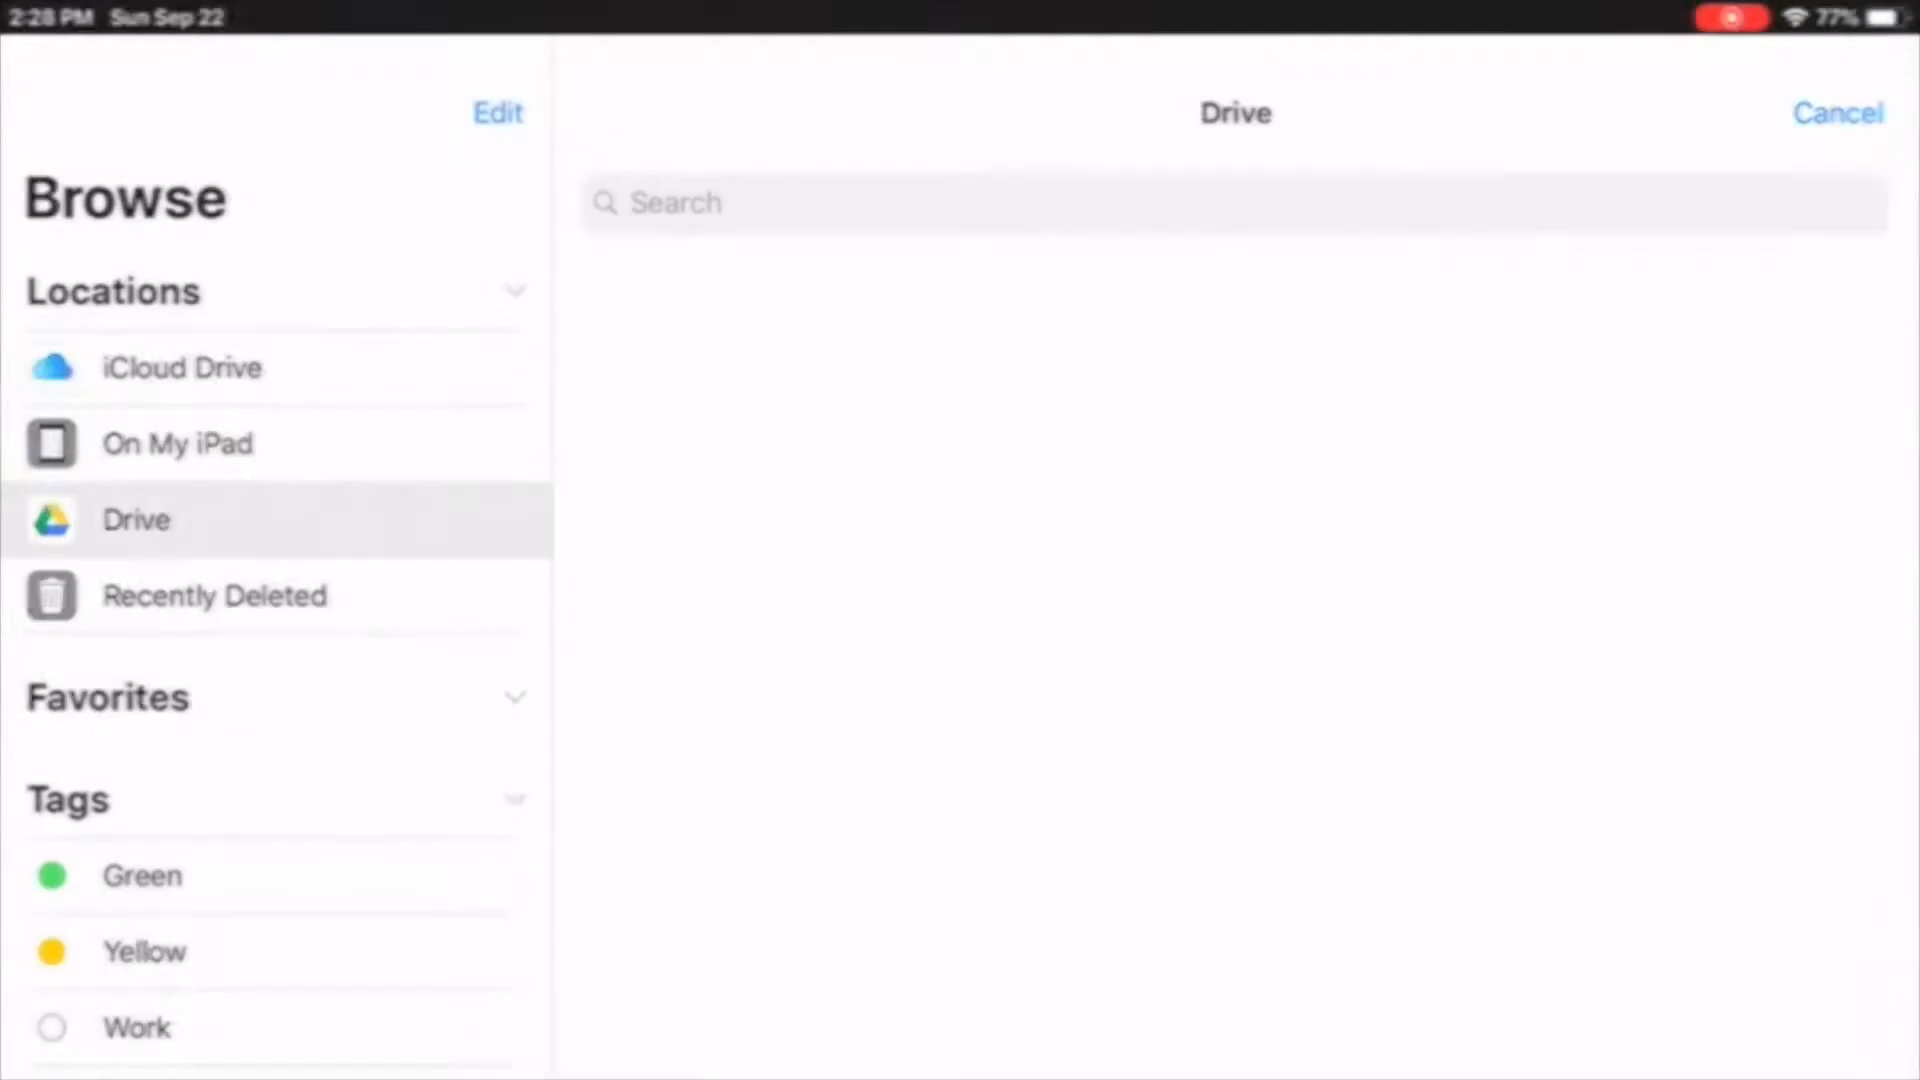 2:28 PM Sun Sep 22
77%
Edit
Drive
Cancel
Browse
Search
Locations
iCloud Drive
On My iPad
Drive
Recently Deleted
Favorites
Tags
Green
Yellow
Work